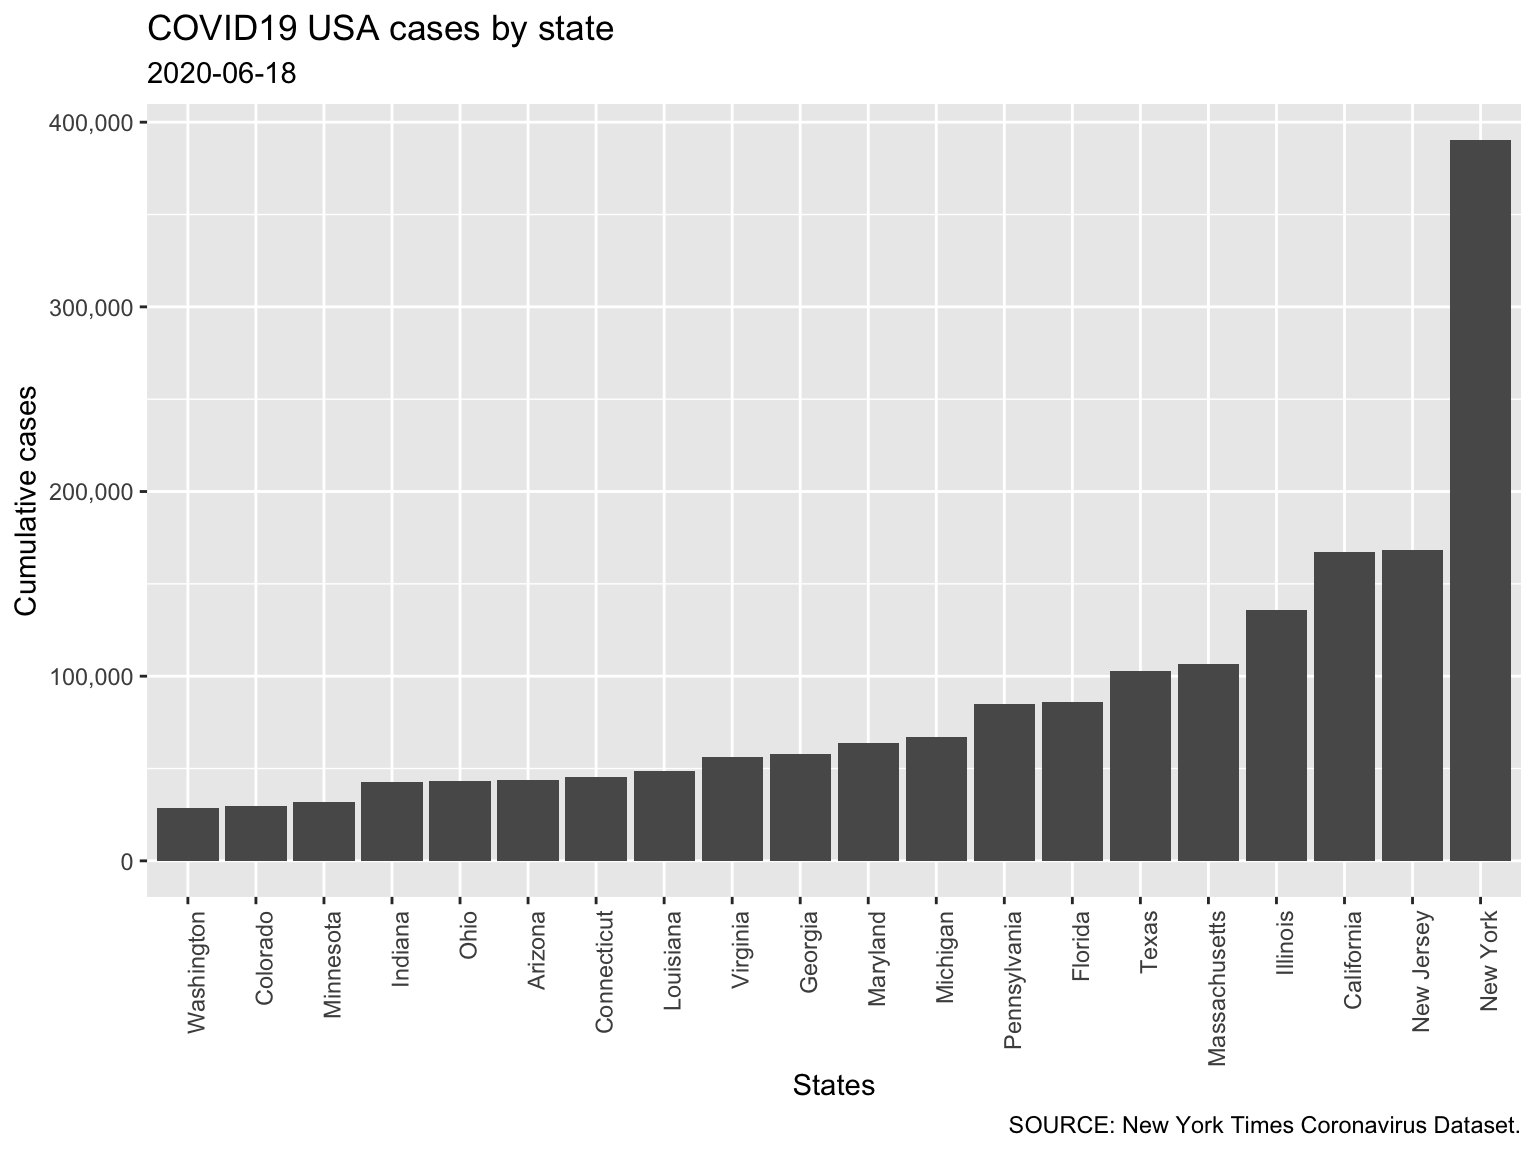 COVID19 USA cases by state
2020-06-18
400,000
300,000
200,000
100,000
0
Cumulative cases
Washington
Colorado
Minnesota
Indiana
Ohio
Arizona
Connecticut
Louisiana
Virginia
Georgia
Maryland
Michigan
Pennsylvania
Florida
Texas
Massachusetts
Illinois
California
New Jersey
New York
States
SOURCE: New York Times Coronavirus Dataset.